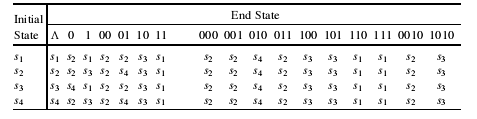 Initial State End State
Λ 0 1 00 01 10 11 000 001 010 011 100 101 110 111 0010 1010
s1 s1 s2 s1 s2 s2 s3 s1 s2 s2 s4 s2 s3 s3 s1 s1 s2 s3
s2 s2 s2 s3 s2 s4 s3 s1 s2 s2 s4 s2 s3 s3 s1 s1 s2 s3
s3 s3 s4 s1 s2 s2 s3 s1 s2 s2 s4 s2 s3 s3 s1 s1 s2 s3
s4 s4 s2 s3 s2 s4 s3 s1 s2 s2 s4 s2 s3 s3 s1 s1 s2 s3